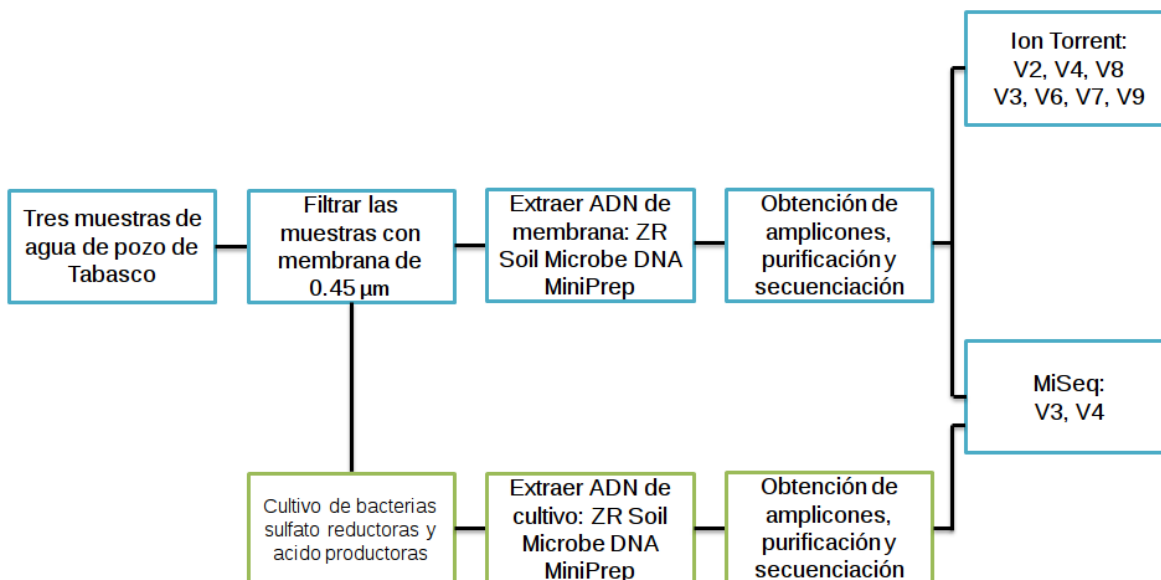 Ion Torrent:
V2, V4, V8
V3, V6, V7, V9
Tres muestras de
agua de pozo de
Tabasco
Filtrar las
muestras con
membrana de
0.45 µm
Extraer ADN de
membrana: ZR
Soil Microbe DNA
MiniPrep
Obtención de
amplicones,
purificación y
secuenciación
MiSeq:
V3, V4
Cultivo de bacterias
sulfato reductoras y
acido productoras
Extraer ADN de
cultivo: ZR Soil
Microbe DNA
MiniPrep
Obtención de
amplicones,
purificación y
secuenciación